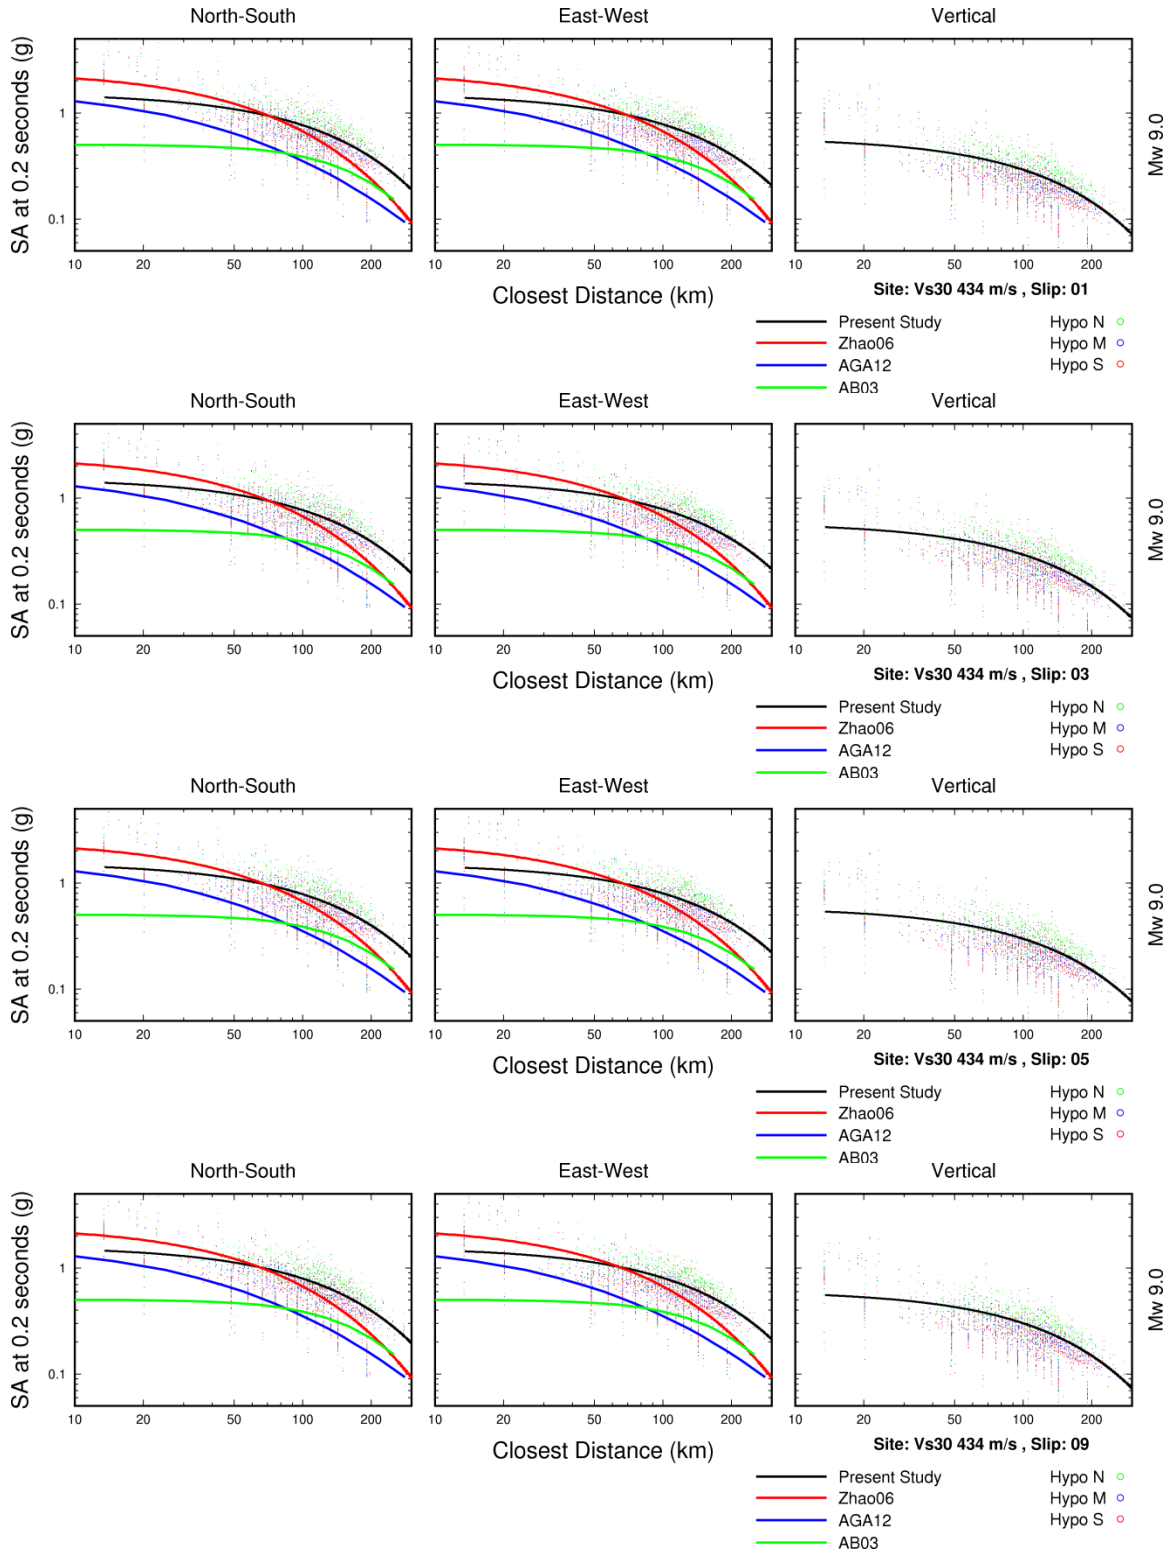 North-South East-West Vertical
SA at 0.2 seconds (g)
1
0.1
Mw 9.0
10 20 50 100 200 10 20 50 100 200 10 20 50 100 200
Closest Distance (km)
Site: Vs30 434 m/s , Slip: 01
Present Study Hypo N
Zhao06 Hypo M
AGA12 Hypo S
AB03
North-South East-West Vertical
SA at 0.2 seconds (g)
1
0.1
Mw 9.0
10 20 50 100 200 10 20 50 100 200 10 20 50 100 200
Closest Distance (km)
Site: Vs30 434 m/s , Slip: 03
Present Study Hypo N
Zhao06 Hypo M
AGA12 Hypo S
AB03
North-South East-West Vertical
SA at 0.2 seconds (g)
1
0.1
Mw 9.0
10 20 50 100 200 10 20 50 100 200 10 20 50 100 200
Closest Distance (km)
Site: Vs30 434 m/s , Slip: 05
Present Study Hypo N
Zhao06 Hypo M
AGA12 Hypo S
AB03
North-South East-West Vertical
SA at 0.2 seconds (g)
1
0.1
Mw 9.0
10 20 50 100 200 10 20 50 100 200 10 20 50 100 200
Closest Distance (km)
Site: Vs30 434 m/s , Slip: 09
Present Study Hypo N
Zhao06 Hypo M
AGA12 Hypo S
AB03